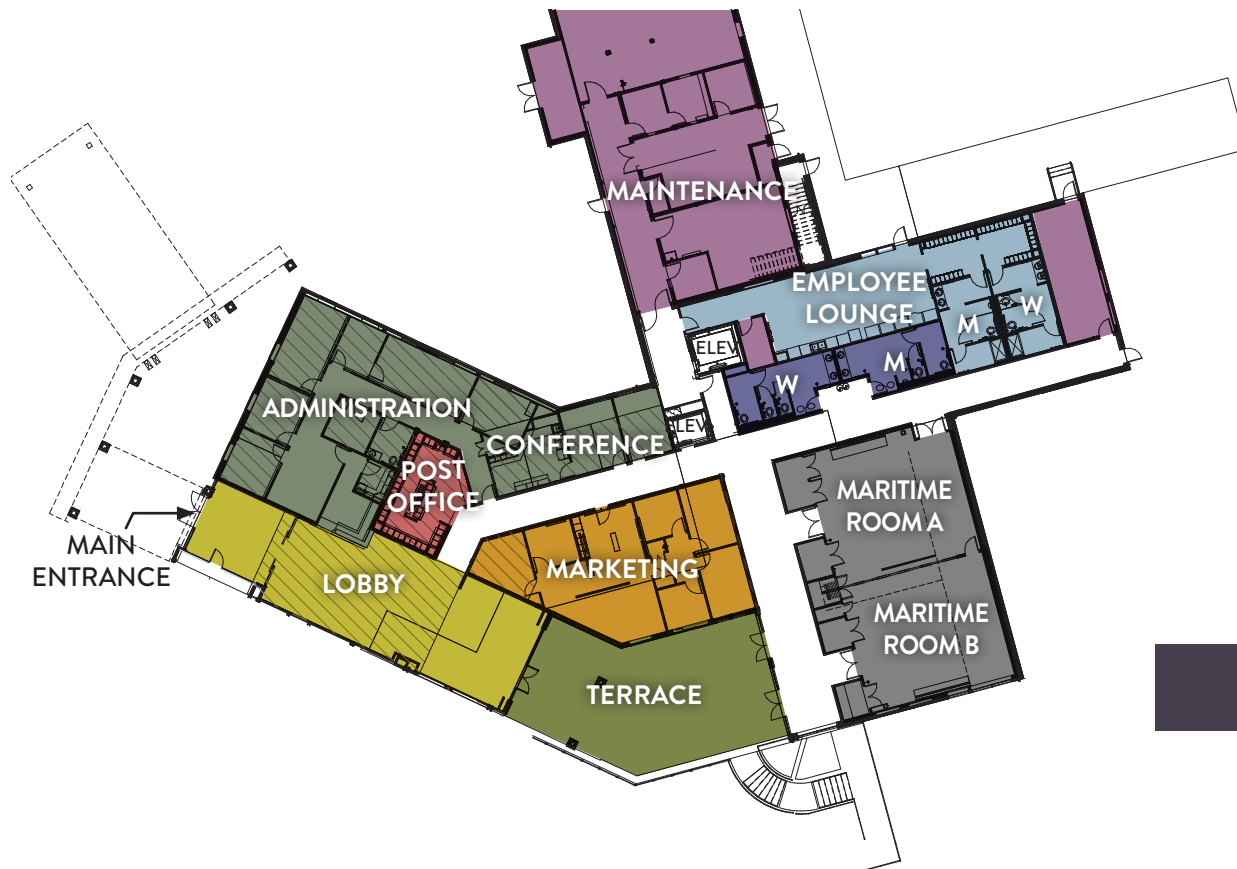 MAINTENANCE
EMPLOYEE
LOUNGE
M
W
ELEV
W
M
ELEV
ADMINISTRATION
CONFERENCE
POST
OFFICE
MARITIME
ROOM A
MAIN
ENTRANCE
LOBBY
MARKETING
MARITIME
ROOM B
TERRACE